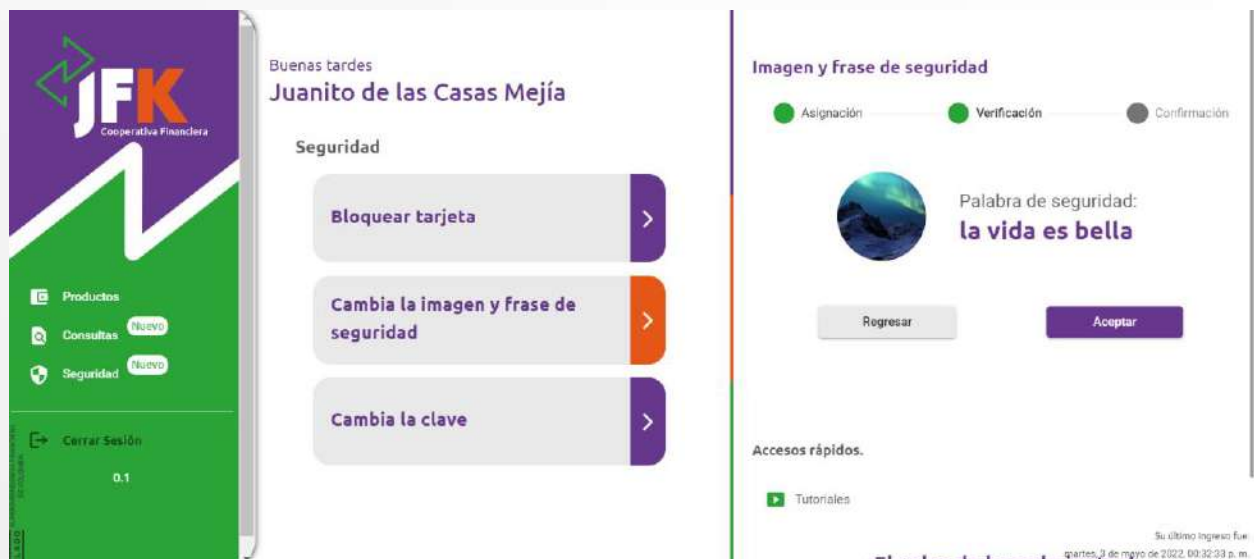 JFK
Cooperativa Financiera
Productos
Consultas Nuevo
Seguridad Nuevo
Cerrar Sesión
0.1
Buenas tardes
Juanito de las Casas Mejía
Seguridad
Bloquear tarjeta
Cambia la imagen y frase de
seguridad
Cambia la clave
Imagen y frase de seguridad
Asignación Verificación Confirmación
Palabra de seguridad:
la vida es bella
Regresar Aceptar
Accesos rápidos.
Tutoriales
Su último ingreso fue
martes, 3 de mayo de 2022, 00:32:33 p. m.